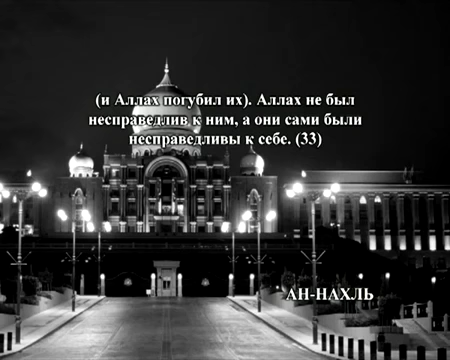 (и Аллах погубил их). Аллах не был
несправедлив к ним, а они сами были
несправедливы к себе. (33)
АН-НАХЛЬ